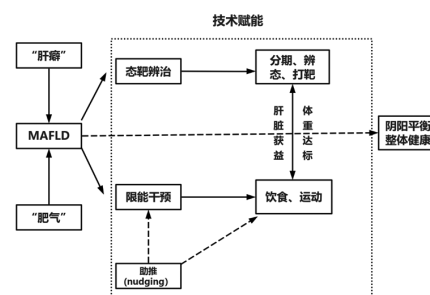 技术赋能
“肝癖”
态靶辨治
分期、辨
态、打靶
MAFLD
肝脏获益
体重达标
阴阳平衡
整体健康
“肥气”
限能干预
饮食、运动
助推
(nudging)